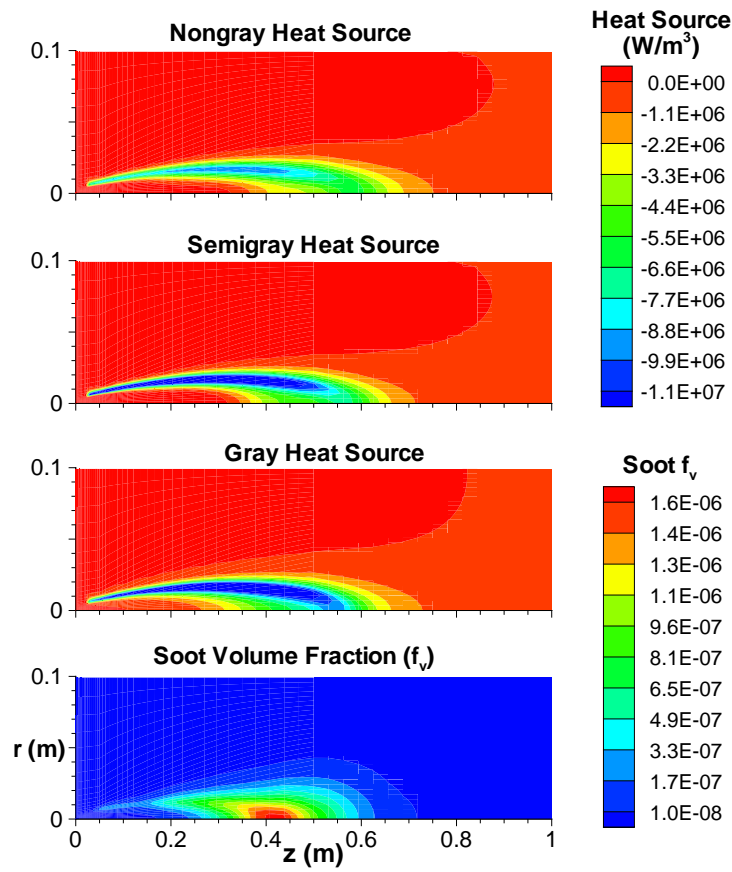 Nongray Heat Source
0.1
0
Semigray Heat Source
0.1
0
Gray Heat Source
0.1
0
Soot Volume Fraction (fᵥ)
0.1
r (m)
0
0 0.2 0.4 0.6 0.8 1
z (m)
Heat Source
(W/m³)
0.0E+00
-1.1E+06
-2.2E+06
-3.3E+06
-4.4E+06
-5.5E+06
-6.6E+06
-7.7E+06
-8.8E+06
-9.9E+06
-1.1E+07
Soot fᵥ
1.6E-06
1.4E-06
1.3E-06
1.1E-06
9.6E-07
8.1E-07
6.5E-07
4.9E-07
3.3E-07
1.7E-07
1.0E-08